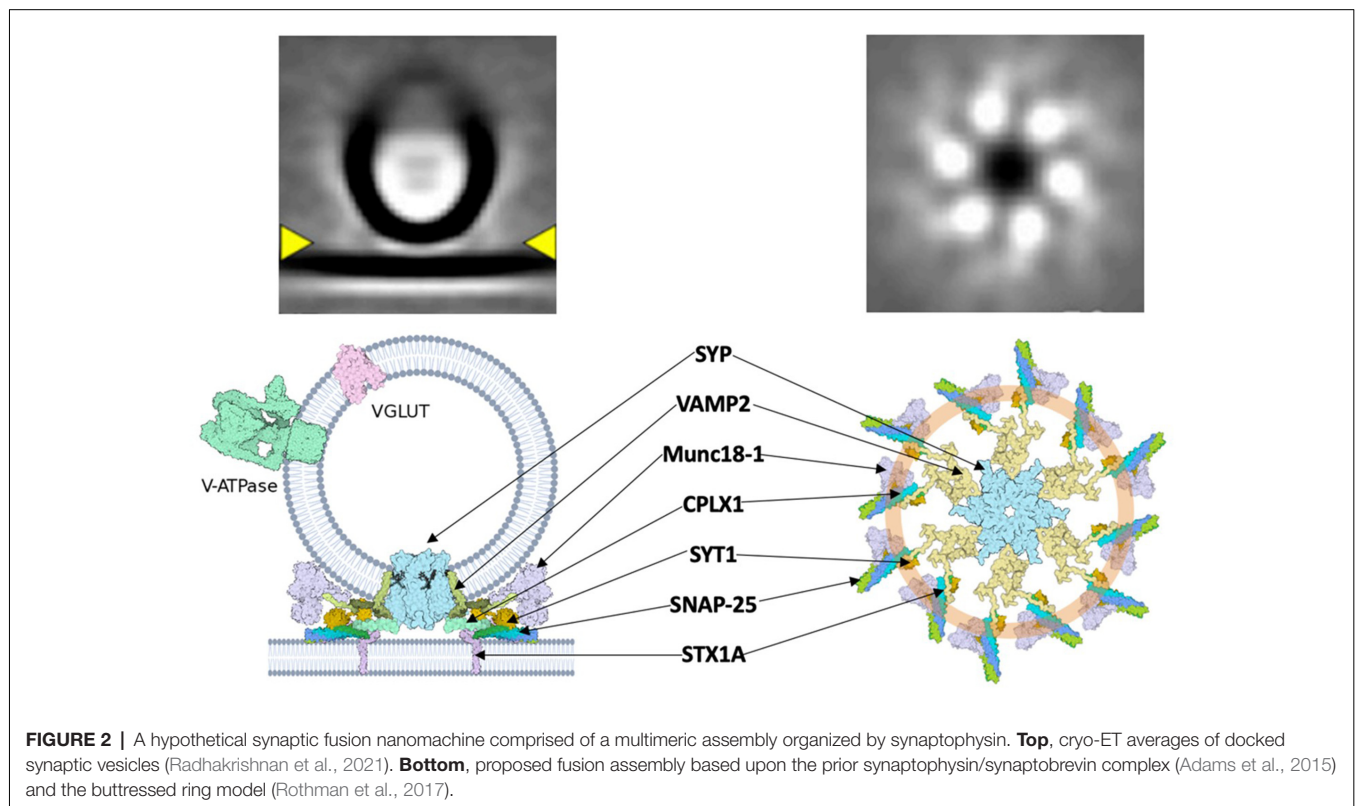 SYP
VAMP2
VGLUT
Munc18-1
V-ATPase
CPLX1
SYT1
SNAP-25
STX1A
FIGURE 2 | A hypothetical synaptic fusion nanomachine comprised of a multimeric assembly organized by synaptophysin. Top, cryo-ET averages of docked
synaptic vesicles (Radhakrishnan et al., 2021). Bottom, proposed fusion assembly based upon the prior synaptophysin/synaptobrevin complex (Adams et al., 2015)
and the buttressed ring model (Rothman et al., 2017).